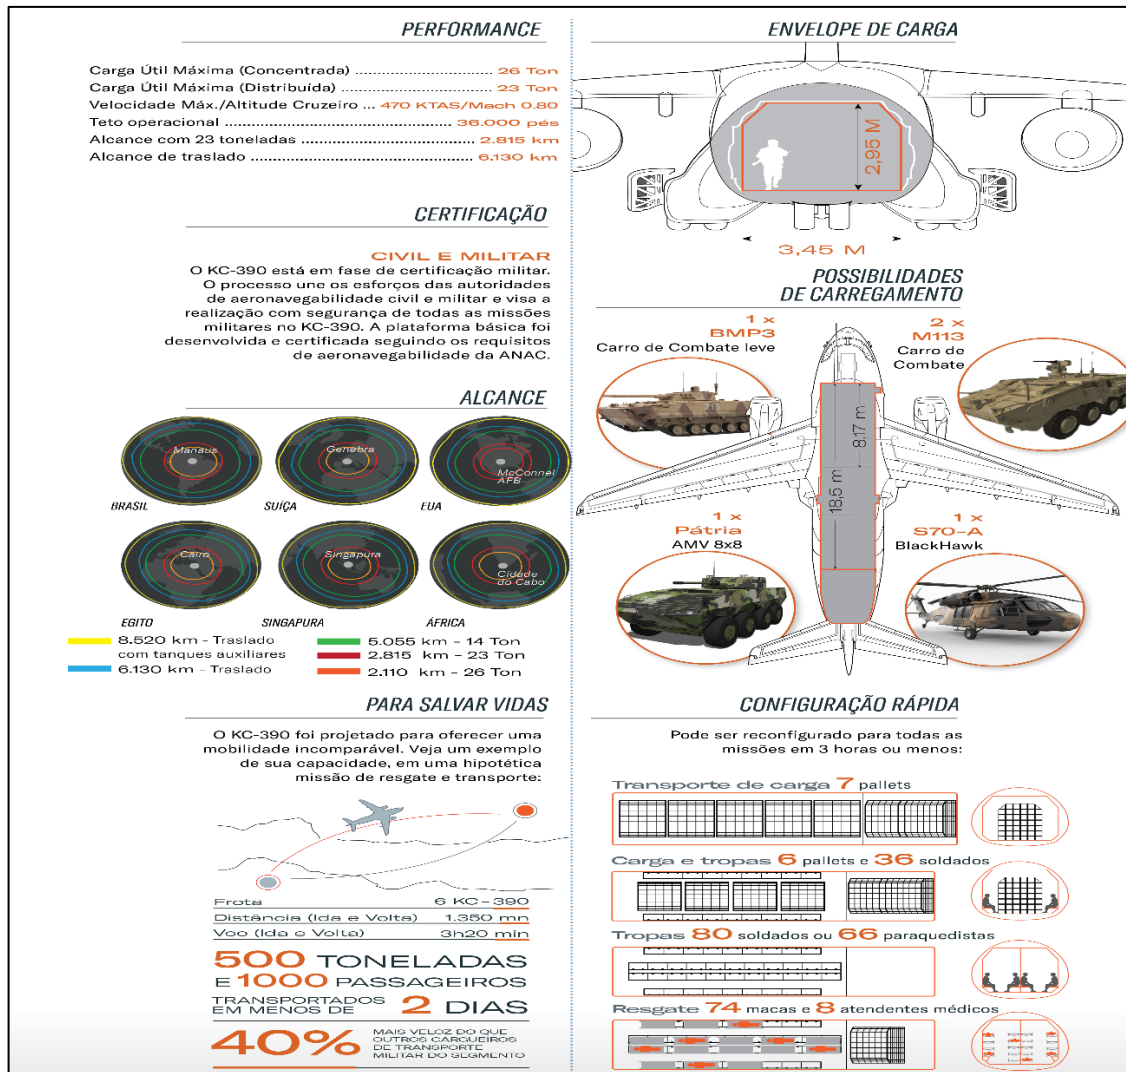 PERFORMANCE
Carga Útil Máxima (Concentrada) ................... 26 Ton
Carga Útil Máxima (Distribuída) ..................... 23 Ton
Velocidade Máx./Altitude Cruzeiro ... 470 KTAS/Mach 0.80
Teto operacional ....................................... 36.000 pés
Alcance com 23 toneladas .......................... 2.815 km
Alcance de traslado .................................... 6.130 km
CERTIFICAÇÃO
CIVIL E MILITAR
O KC-390 está em fase de certificação militar.
O processo une os esforços das autoridades
de aeronavegabilidade civil e militar e visa a
realização com segurança de todas as missões
militares no KC-390. A plataforma básica foi
desenvolvida e certificada seguindo os requisitos
de aeronavegabilidade da ANAC.
ALCANCE
Manaus
Genebra
McConnel
AFB
BRASIL
SUÍÇA
EUA
Cairo
Singapura
Cidade
do Cabo
EGITO
SINGAPURA
ÁFRICA
8.520 km - Traslado
com tanques auxiliares
6.130 km - Traslado
5.055 km - 14 Ton
2.815 km - 23 Ton
2.110 km - 26 Ton
PARA SALVAR VIDAS
O KC-390 foi projetado para oferecer uma
mobilidade incomparável. Veja um exemplo
de sua capacidade, em uma hipotética
missão de resgate e transporte:
Frota 6 KC-390
Distância (Ida e Volta) 1.350 mn
Voo (Ida e Volta) 3h20 min
500 TONELADAS
E 1000 PASSAGEIROS
TRANSPORTADOS
EM MENOS DE 2 DIAS
40% MAIS VELOZ DO QUE
OUTROS CARGUEIROS
DE TRANSPORTE
MILITAR DO SEGMENTO
ENVELOPE DE CARGA
2,95 M
3,45 M
POSSIBILIDADES
DE CARREGAMENTO
1 x
BMP3
Carro de Combate leve
2 x
M113
Carro de
Combate
8.17 m
18,5 m
1 x
Pátria
AMV 8x8
1 x
S70-A
BlackHawk
CONFIGURAÇÃO RÁPIDA
Pode ser reconfigurado para todas as
missões em 3 horas ou menos:
Transporte de carga 7 pallets
Carga e tropas 6 pallets e 36 soldados
Tropas 80 soldados ou 66 paraquedistas
Resgate 74 macas e 8 atendentes médicos